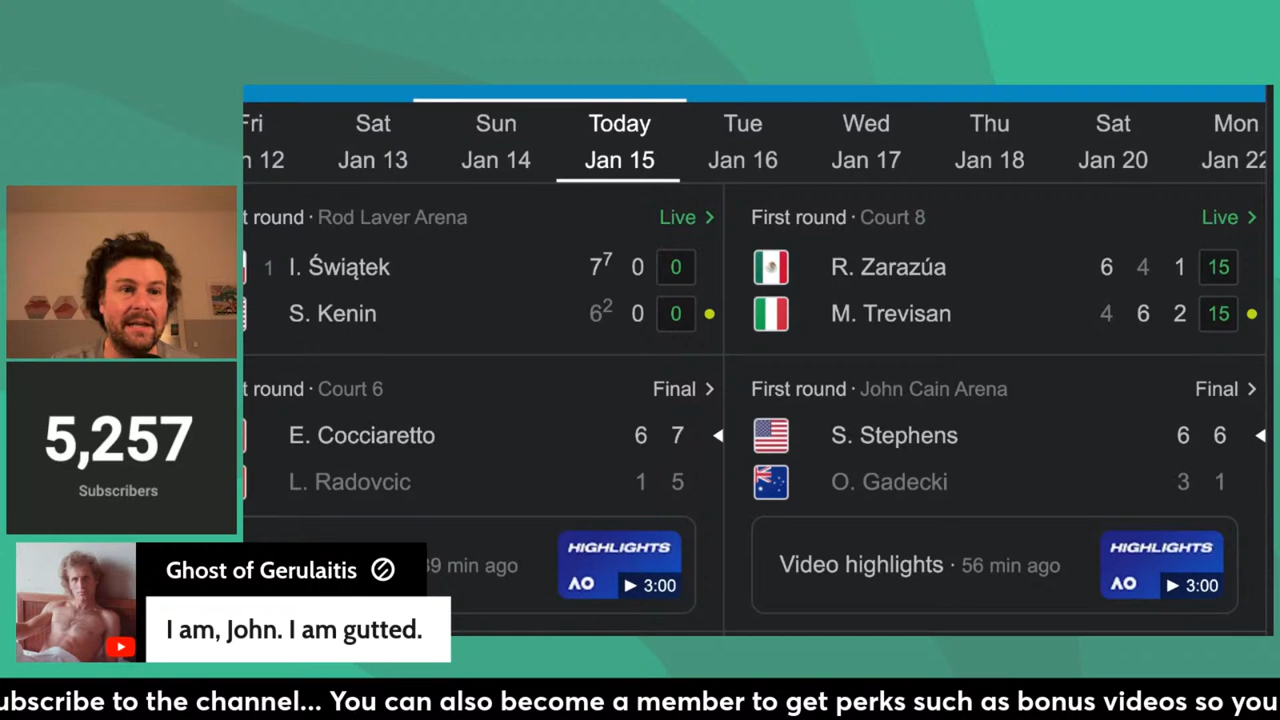 Fri Sat Sun Today Tue Wed Thu Sat Mon
12 Jan 13 Jan 14 Jan 15 Jan 16 Jan 17 Jan 18 Jan 20 Jan 22
t round · Rod Laver Arena Live >
1 I. Świątek 7⁷ 0 0
S. Kenin 6² 0 0
First round · Court 8 Live >
R. Zarazúa 6 4 1 15
M. Trevisan 4 6 2 15
t round · Court 6 Final >
E. Cocciaretto 6 7
L. Radovcic 1 5
39 min ago
HIGHLIGHTS
AO ▶ 3:00
First round · John Cain Arena Final >
S. Stephens 6 6
O. Gadecki 3 1
Video highlights · 56 min ago
HIGHLIGHTS
AO ▶ 3:00
5,257
Subscribers
Ghost of Gerulaitis
I am, John. I am gutted.
ubscribe to the channel... You can also become a member to get perks such as bonus videos so you